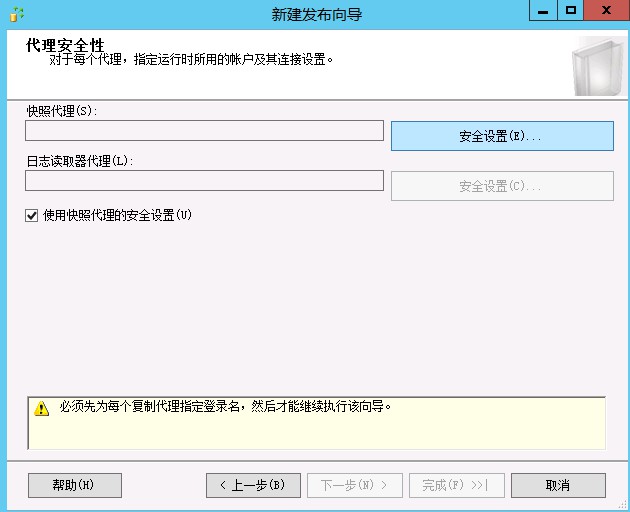 新建发布向导
代理安全性
对于每个代理，指定运行时所用的帐户及其连接设置。
快照代理(S):
安全设置(E)...
日志读取器代理(L):
安全设置(C)...
使用快照代理的安全设置(U)
必须先为每个复制代理指定登录名，然后才能继续执行该向导。
帮助(H)
< 上一步(B)
下一步(N) >
完成(F) >>|
取消